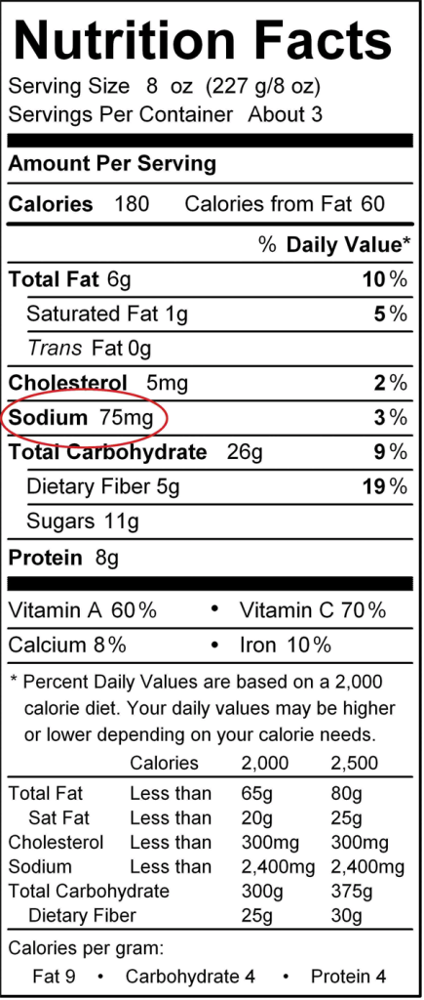 Nutrition Facts
Serving Size 8 oz (227 g/8 oz)
Servings Per Container About 3
Amount Per Serving
Calories 180 Calories from Fat 60
% Daily Value*
Total Fat 6g 10%
Saturated Fat 1g 5%
Trans Fat 0g
Cholesterol 5mg 2%
Sodium 75mg 3%
Total Carbohydrate 26g 9%
Dietary Fiber 5g 19%
Sugars 11g
Protein 8g
Vitamin A 60% • Vitamin C 70%
Calcium 8% • Iron 10%
* Percent Daily Values are based on a 2,000
calorie diet. Your daily values may be higher
or lower depending on your calorie needs.
Calories 2,000 2,500
Total Fat Less than 65g 80g
Sat Fat Less than 20g 25g
Cholesterol Less than 300mg 300mg
Sodium Less than 2,400mg 2,400mg
Total Carbohydrate 300g 375g
Dietary Fiber 25g 30g
Calories per gram:
Fat 9 • Carbohydrate 4 • Protein 4